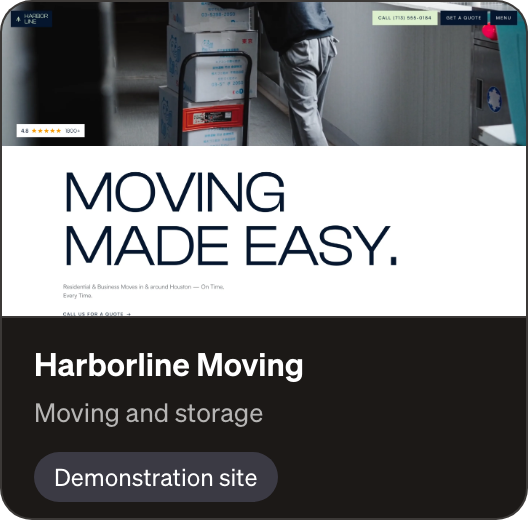 HARBOR
LINE
CALL (713) 555-0184
GET A QUOTE
MENU
4.8 ★★★★★
MOVING
MADE EASY.
Residential & Business Moves in & around Houston — On Time,
Every Time.
CALL US FOR A QUOTE →
Harborline Moving
Moving and storage
Demonstration site